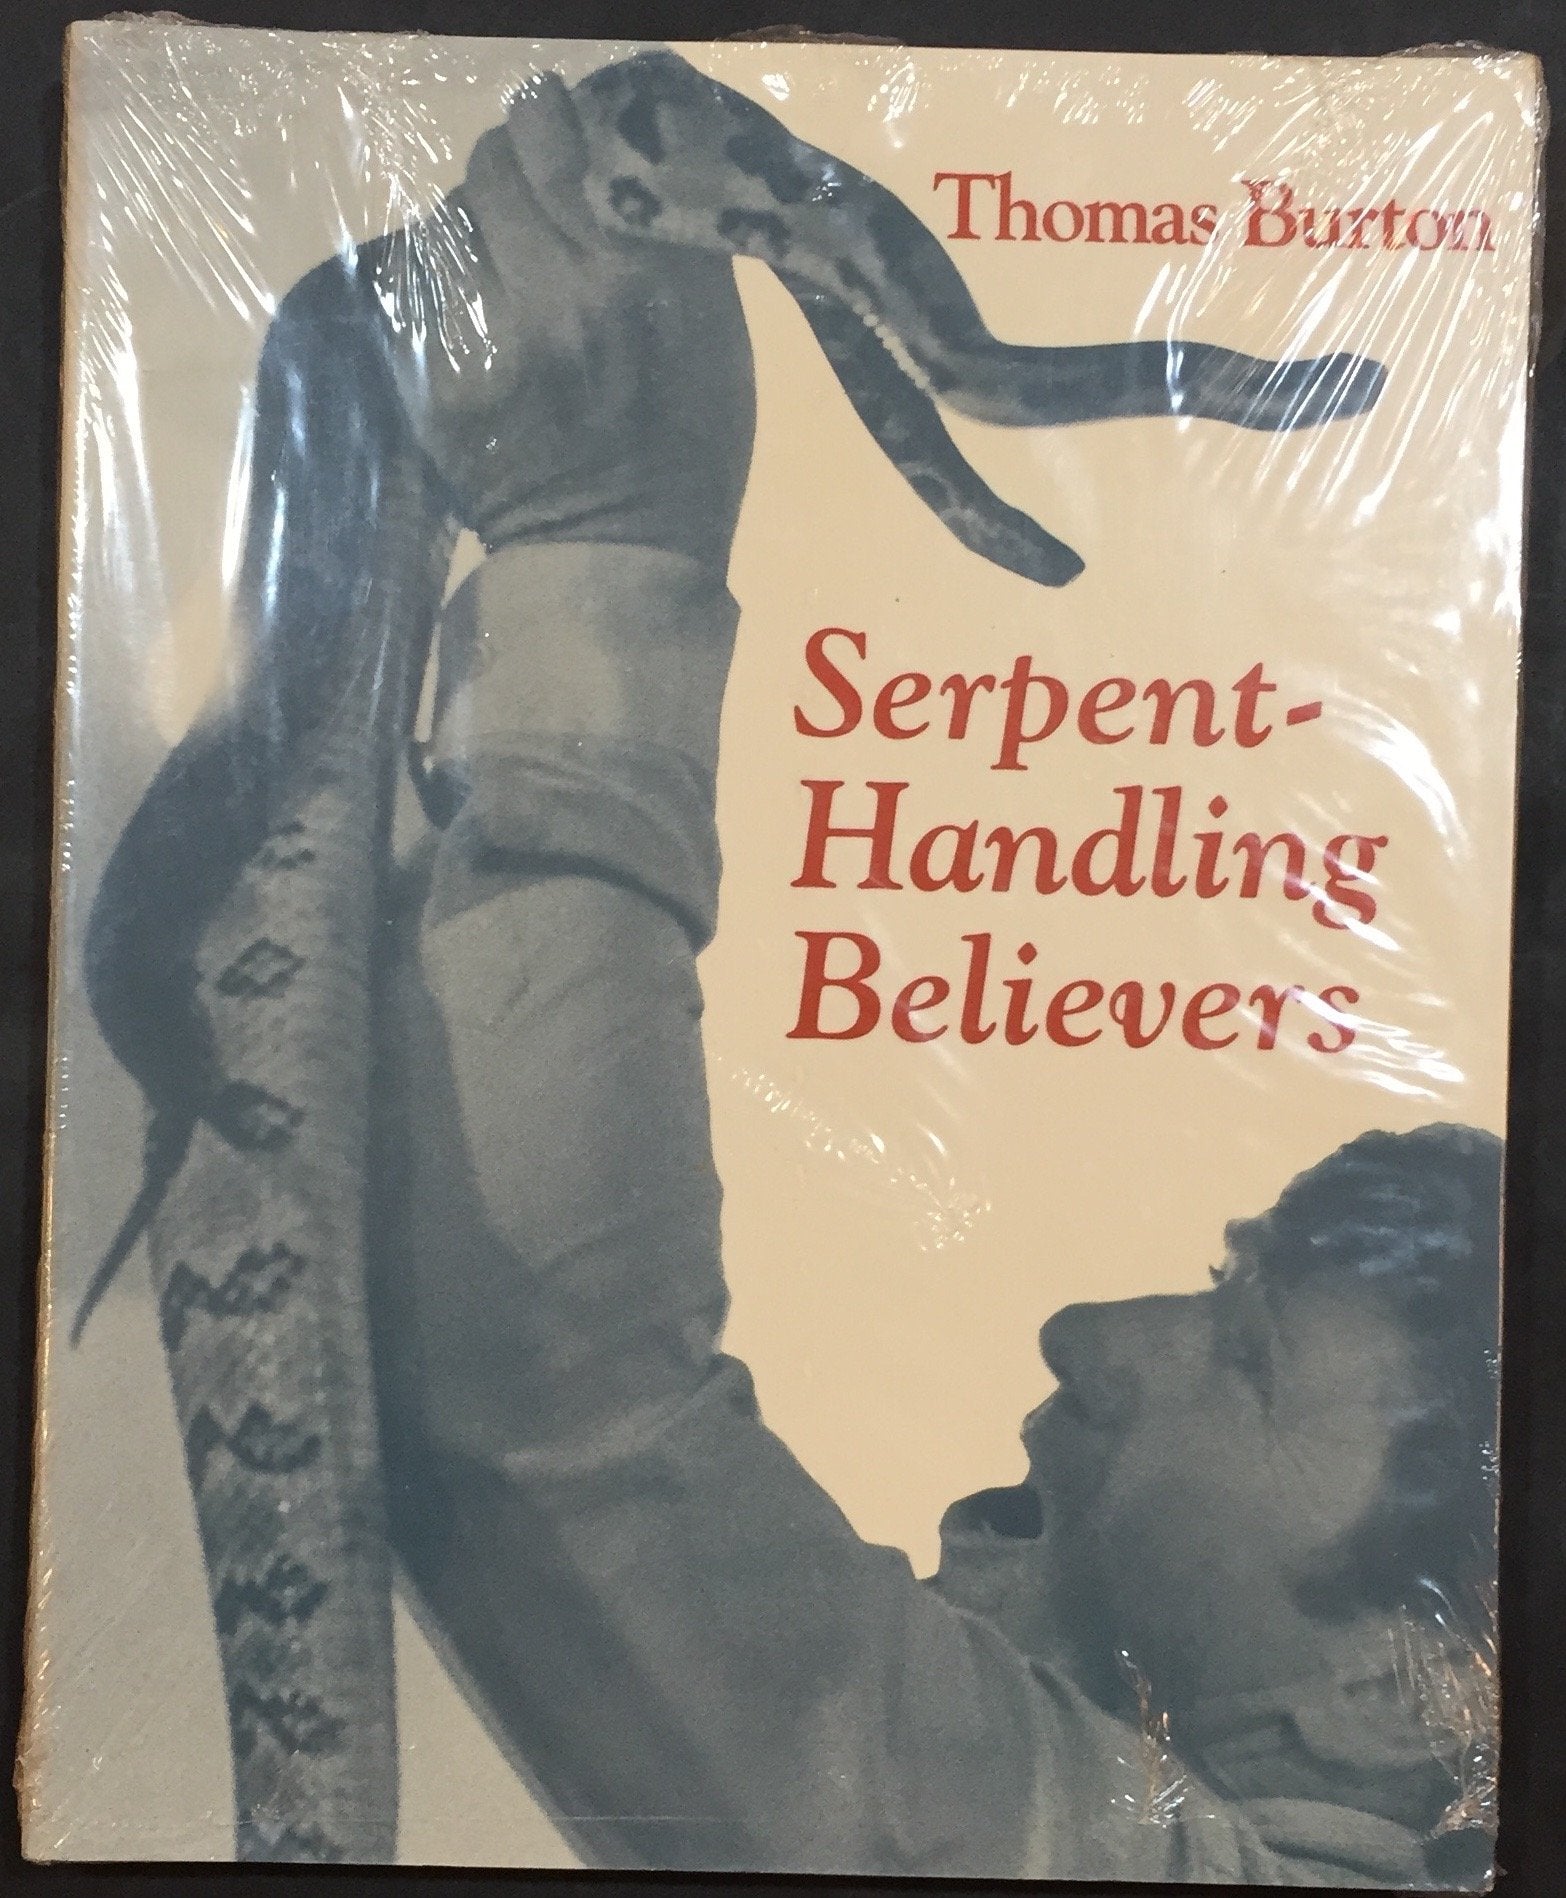 Thomas Burton
Serpent-
Handling
Believers